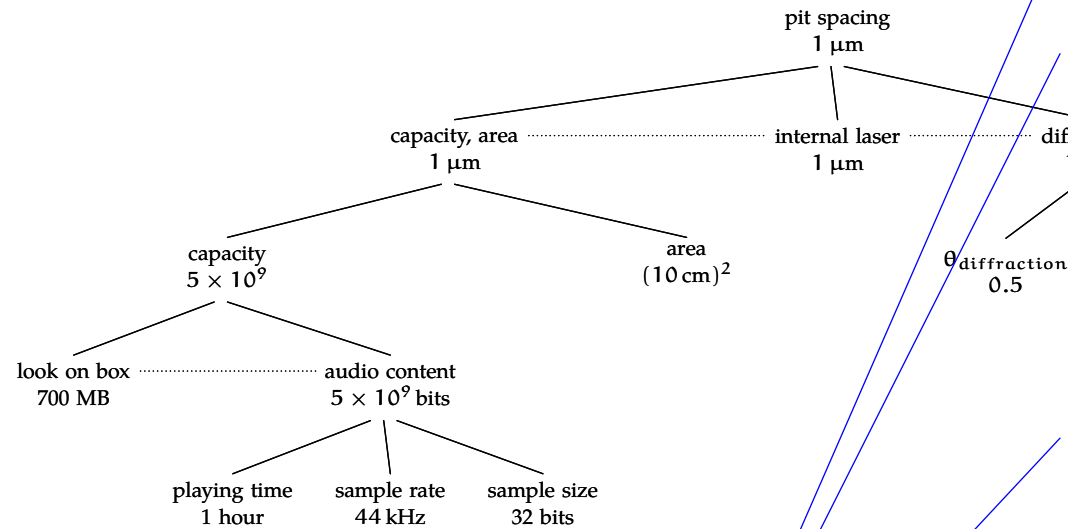 pit spacing
1 µm
capacity, area
1 µm
internal laser
1 µm
capacity
5 × 10⁹
area
(10 cm)²
θdiffraction
0.5
look on box
700 MB
audio content
5 × 10⁹ bits
playing time
1 hour
sample rate
44 kHz
sample size
32 bits